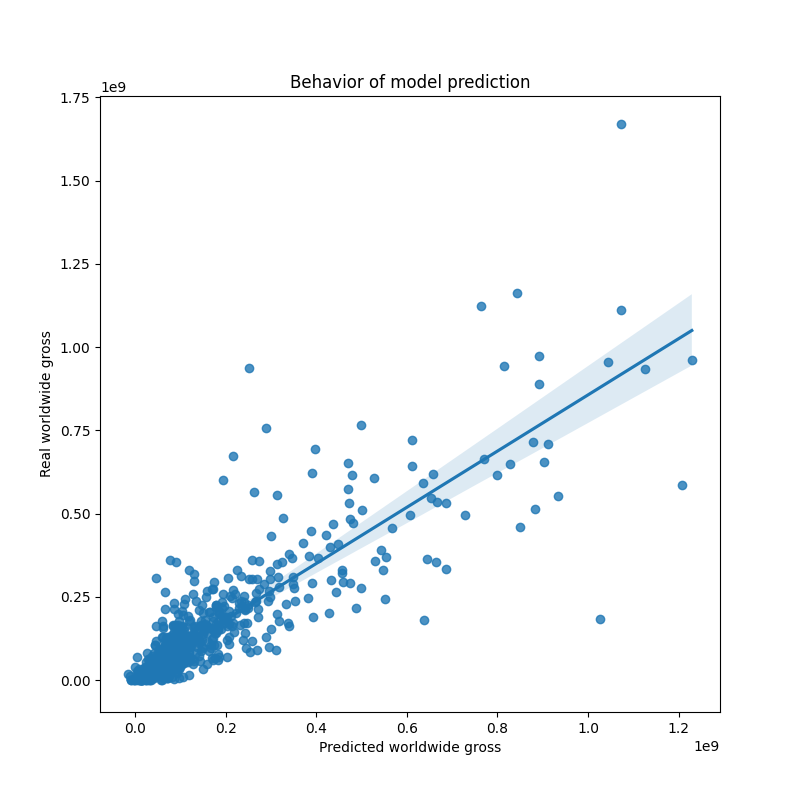 Behavior of model prediction
1e9
1.75
1.50
1.25
1.00
0.75
0.50
0.25
0.00
Real worldwide gross
0.0 0.2 0.4 0.6 0.8 1.0 1.2
Predicted worldwide gross
1e9